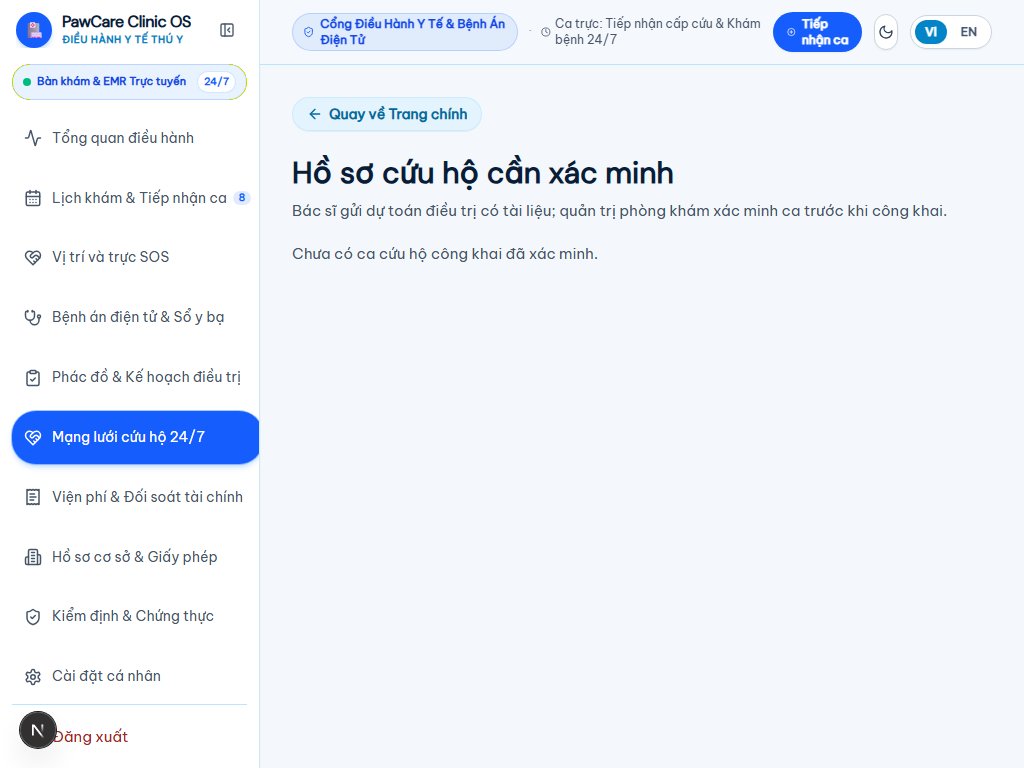 PawCare Clinic OS
ĐIỀU HÀNH Y TẾ THÚ Y
Bàn khám & EMR Trực tuyến 24/7
Tổng quan điều hành
Lịch khám & Tiếp nhận ca 8
Vị trí và trực SOS
Bệnh án điện tử & Sổ y bạ
Phác đồ & Kế hoạch điều trị
Mạng lưới cứu hộ 24/7
Viện phí & Đối soát tài chính
Hồ sơ cơ sở & Giấy phép
Kiểm định & Chứng thực
Cài đặt cá nhân
N
Đăng xuất
Cổng Điều Hành Y Tế & Bệnh Án
Điện Tử
·
Ca trực: Tiếp nhận cấp cứu & Khám
bệnh 24/7
Tiếp
nhận ca
VI EN
Quay về Trang chính
Hồ sơ cứu hộ cần xác minh
Bác sĩ gửi dự toán điều trị có tài liệu; quản trị phòng khám xác minh ca trước khi công khai.
Chưa có ca cứu hộ công khai đã xác minh.